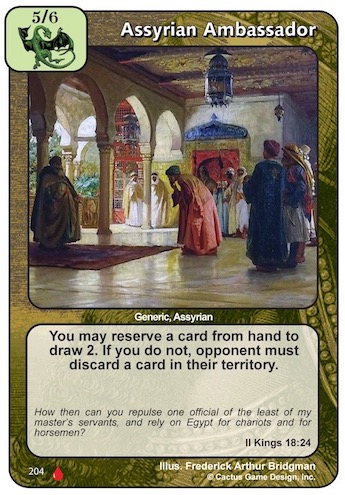 5/6
Assyrian Ambassador
Generic, Assyrian
You may reserve a card from hand to
draw 2. If you do not, opponent must
discard a card in their territory.
How then can you repulse one official of the least of my
master's servants, and rely on Egypt for chariots and for
horsemen?
II Kings 18:24
204
Illus. Frederick Arthur Bridgman
© Cactus Game Design, Inc.